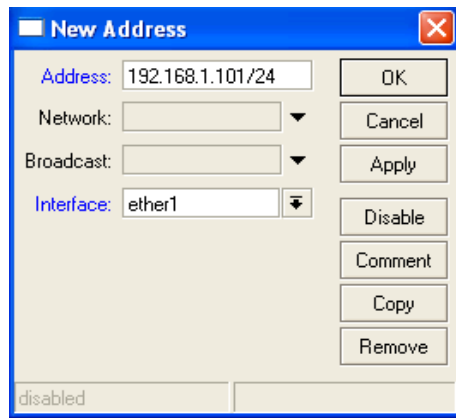 New Address
Address: 192.168.1.101/24
Network:
Broadcast:
Interface: ether1
OK
Cancel
Apply
Disable
Comment
Copy
Remove
disabled